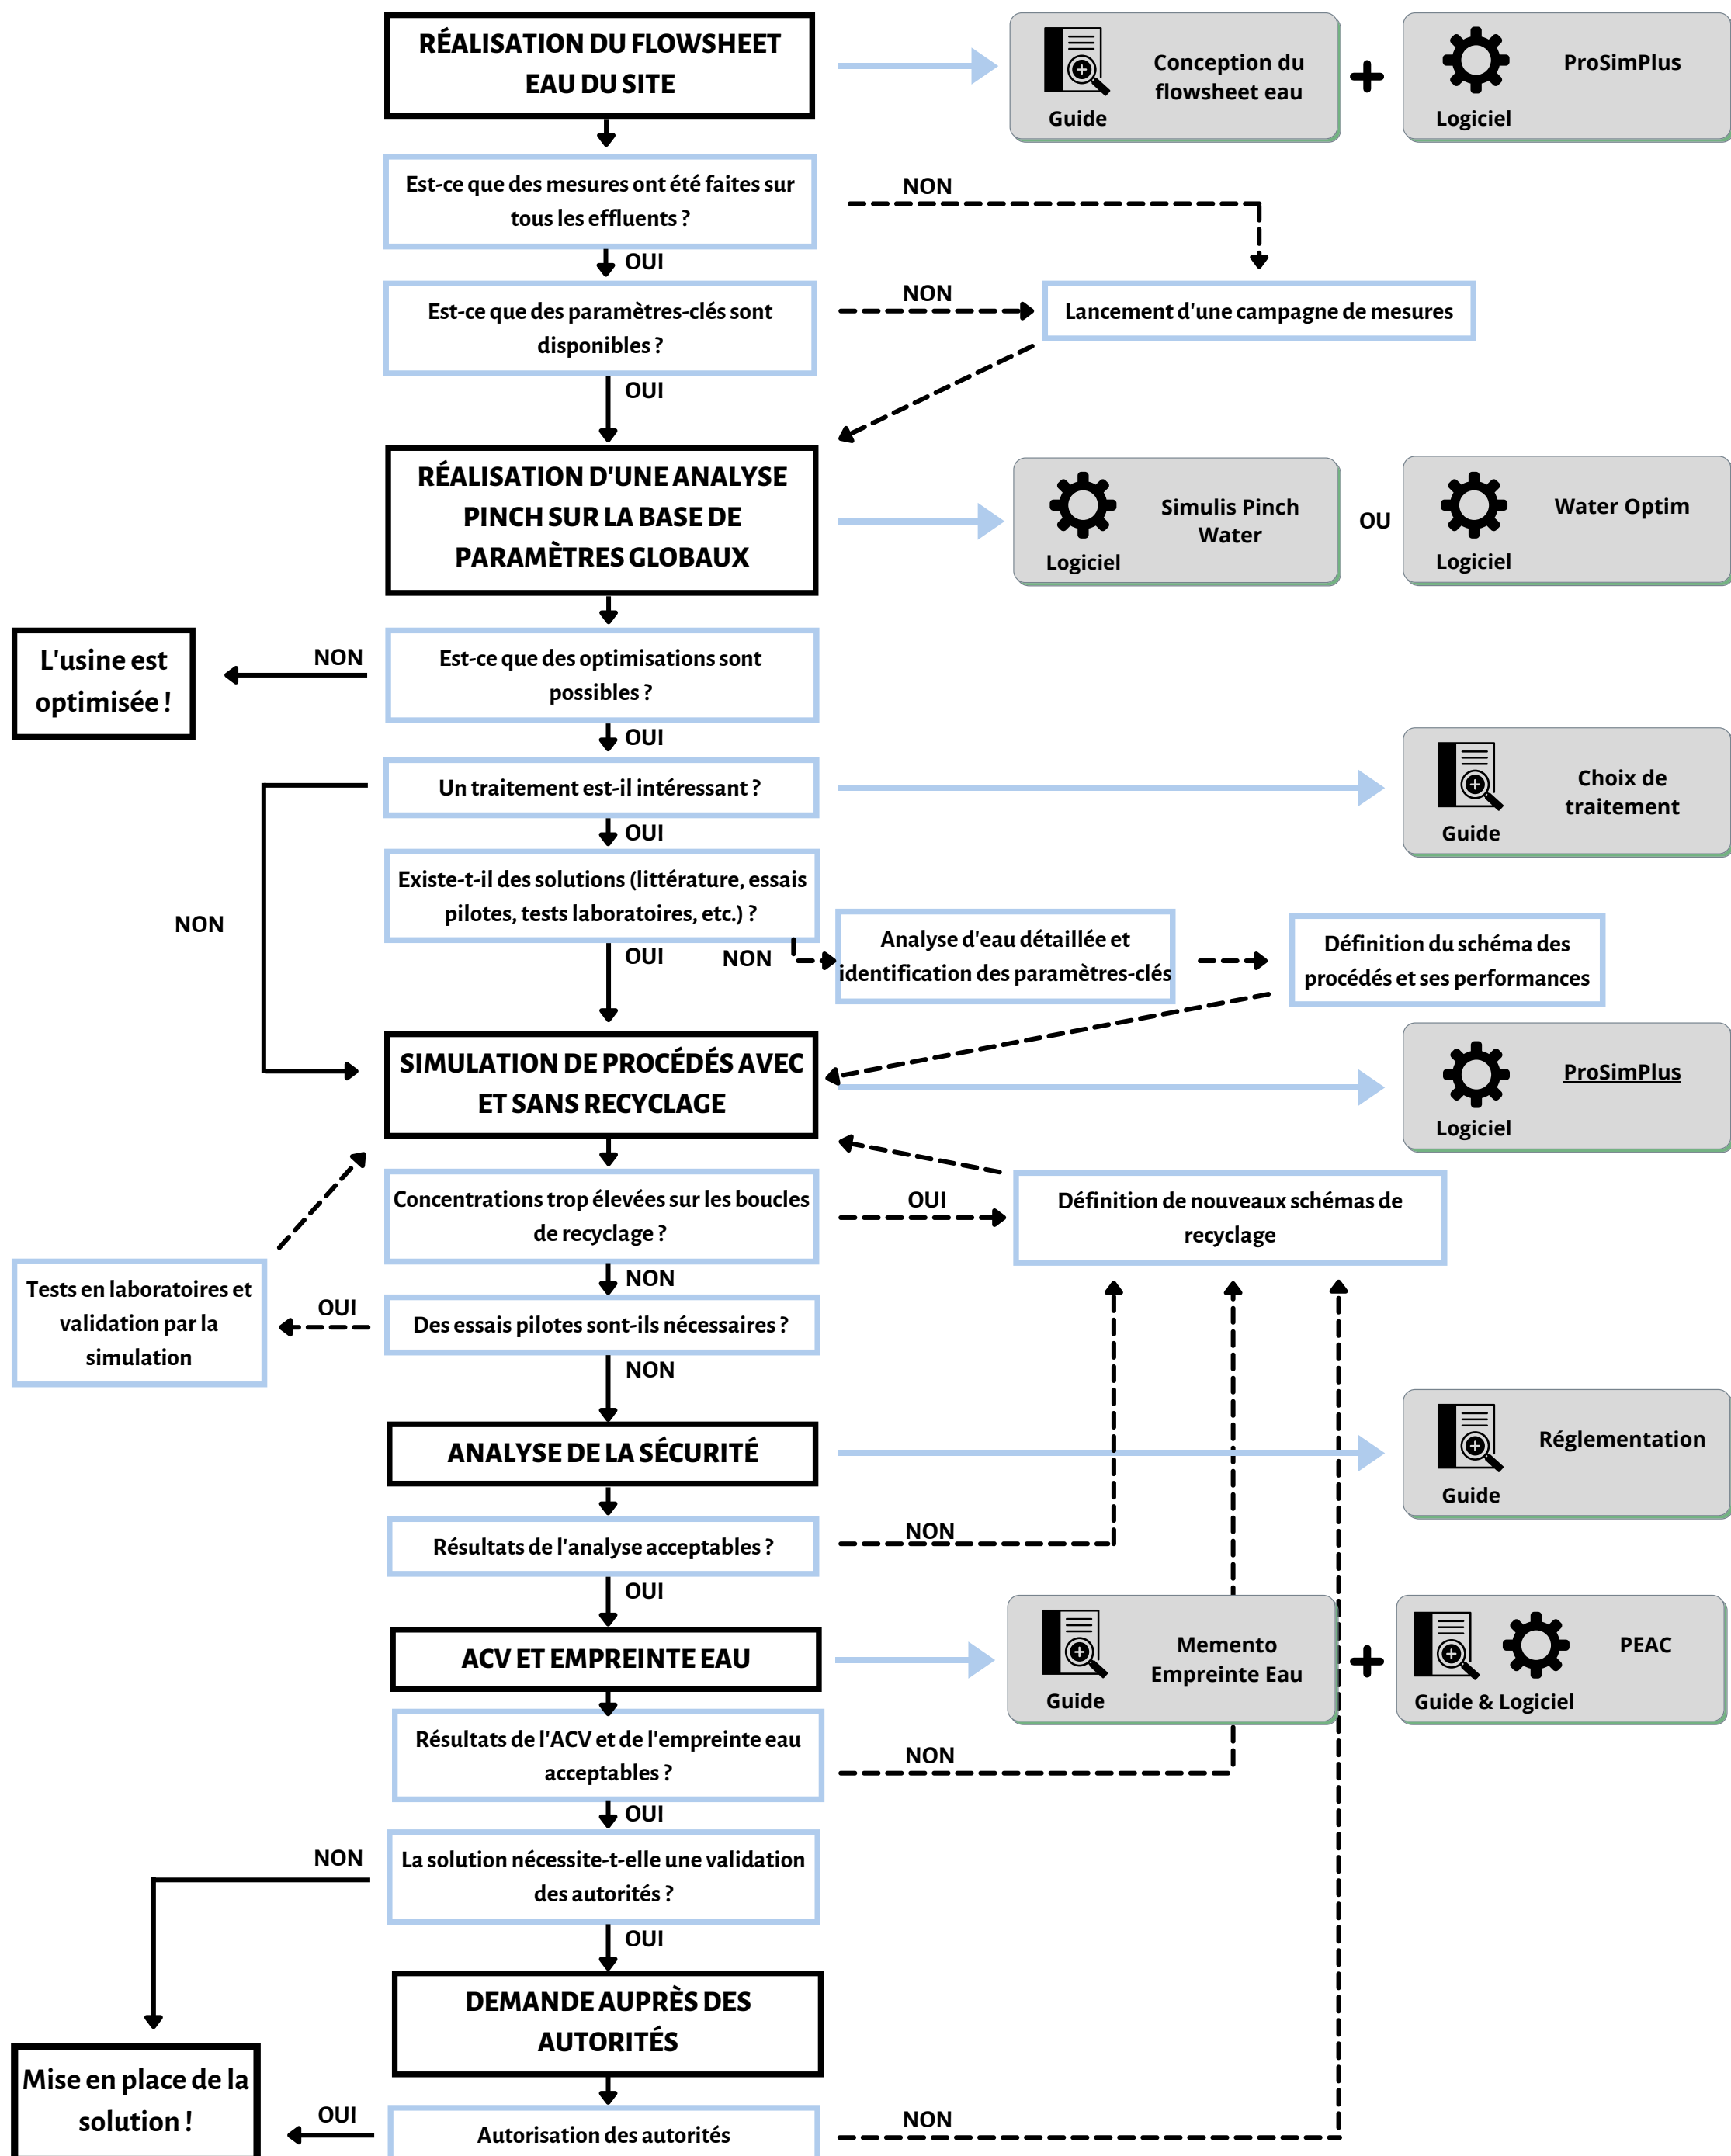 RÉALISATION DU FLOWSHEET
EAU DU SITE
Conception du
flowsheet eau
Guide
ProSimPlus
Logiciel
Est-ce que des mesures ont été faites sur
tous les effluents ?
NON
OUI
Est-ce que des paramètres-clés sont
disponibles ?
NON
Lancement d'une campagne de mesures
OUI
RÉALISATION D'UNE ANALYSE
PINCH SUR LA BASE DE
PARAMÈTRES GLOBAUX
Simulis Pinch
Water
Logiciel
OU
Water Optim
Logiciel
L'usine est
optimisée !
NON
Est-ce que des optimisations sont
possibles ?
OUI
Un traitement est-il intéressant ?
Choix de
traitement
Guide
OUI
NON
Existe-t-il des solutions (littérature, essais
pilotes, tests laboratoires, etc.) ?
OUI
NON
Analyse d'eau détaillée et
identification des paramètres-clés
Définition du schéma des
procédés et ses performances
SIMULATION DE PROCÉDÉS AVEC
ET SANS RECYCLAGE
ProSimPlus
Logiciel
Concentrations trop élevées sur les boucles
de recyclage ?
OUI
Définition de nouveaux schémas de
recyclage
NON
Tests en laboratoires et
validation par la
simulation
OUI
Des essais pilotes sont-ils nécessaires ?
NON
ANALYSE DE LA SÉCURITÉ
Réglementation
Guide
Résultats de l'analyse acceptables ?
NON
OUI
ACV ET EMPREINTE EAU
Memento
Empreinte Eau
Guide
PEAC
Guide & Logiciel
Résultats de l'ACV et de l'empreinte eau
acceptables ?
NON
OUI
NON
La solution nécessite-t-elle une validation
des autorités ?
OUI
DEMANDE AUPRÈS DES
AUTORITÉS
Mise en place de la
solution !
OUI
Autorisation des autorités
NON